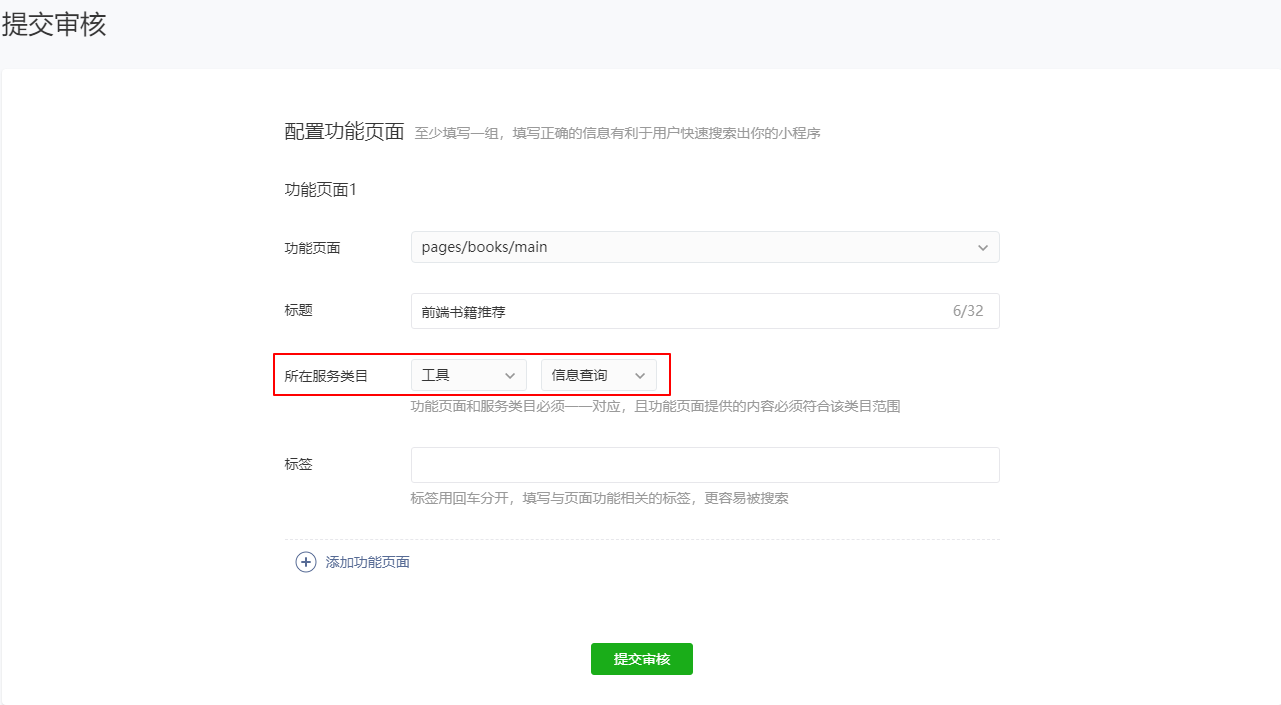 提交审核
配置功能页面 至少填写一组，填写正确的信息有利于用户快速搜索出你的小程序
功能页面1
功能页面 pages/books/main
标题 前端书籍推荐 6/32
所在服务类目 工具 信息查询
功能页面和服务类目必须一一对应，且功能页面提供的内容必须符合该类目范围
标签
标签用回车分开，填写与页面功能相关的标签，更容易被搜索
添加功能页面
提交审核